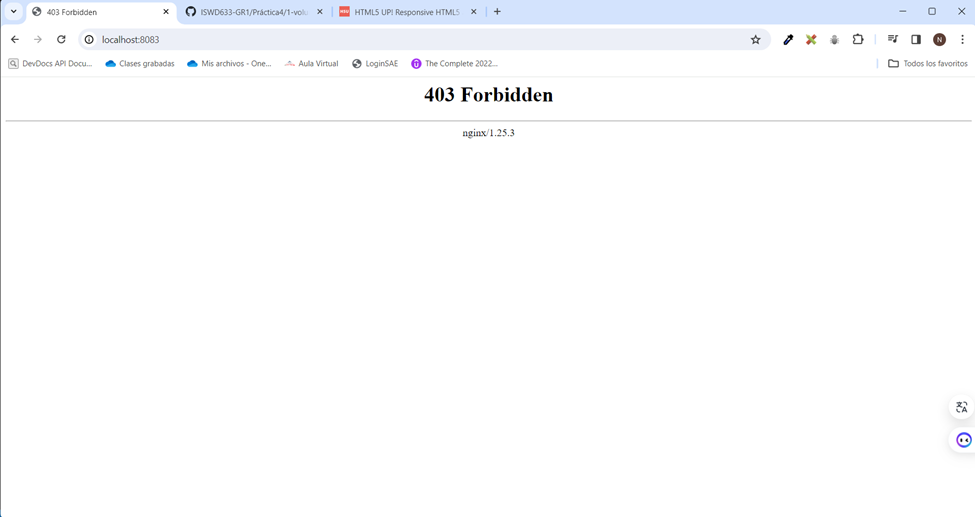 403 Forbidden
ISWD633-GR1/Práctica4/1-volu
HTML5 UP! Responsive HTML5
localhost:8083
N
DevDocs API Docu...
Clases grabadas
Mis archivos - One...
Aula Virtual
LoginSAE
The Complete 2022...
Todos los favoritos
403 Forbidden
nginx/1.25.3